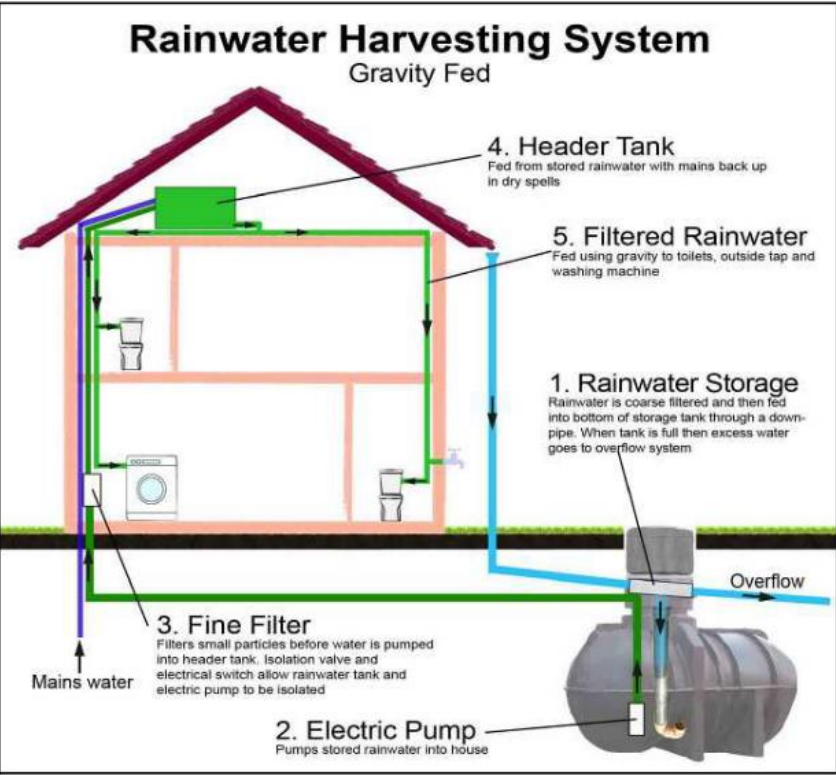 Rainwater Harvesting System
Gravity Fed
4. Header Tank
Fed from stored rainwater with mains back up
in dry spells
5. Filtered Rainwater
Fed using gravity to toilets, outside tap and
washing machine
1. Rainwater Storage
Rainwater is coarse filtered and then fed
into bottom of storage tank through a down-
pipe. When tank is full then excess water
goes to overflow system
Overflow
3. Fine Filter
Filters small particles before water is pumped
into header tank. Isolation valve and
electrical switch allow rainwater tank and
electric pump to be isolated
Mains water
2. Electric Pump
Pumps stored rainwater into house